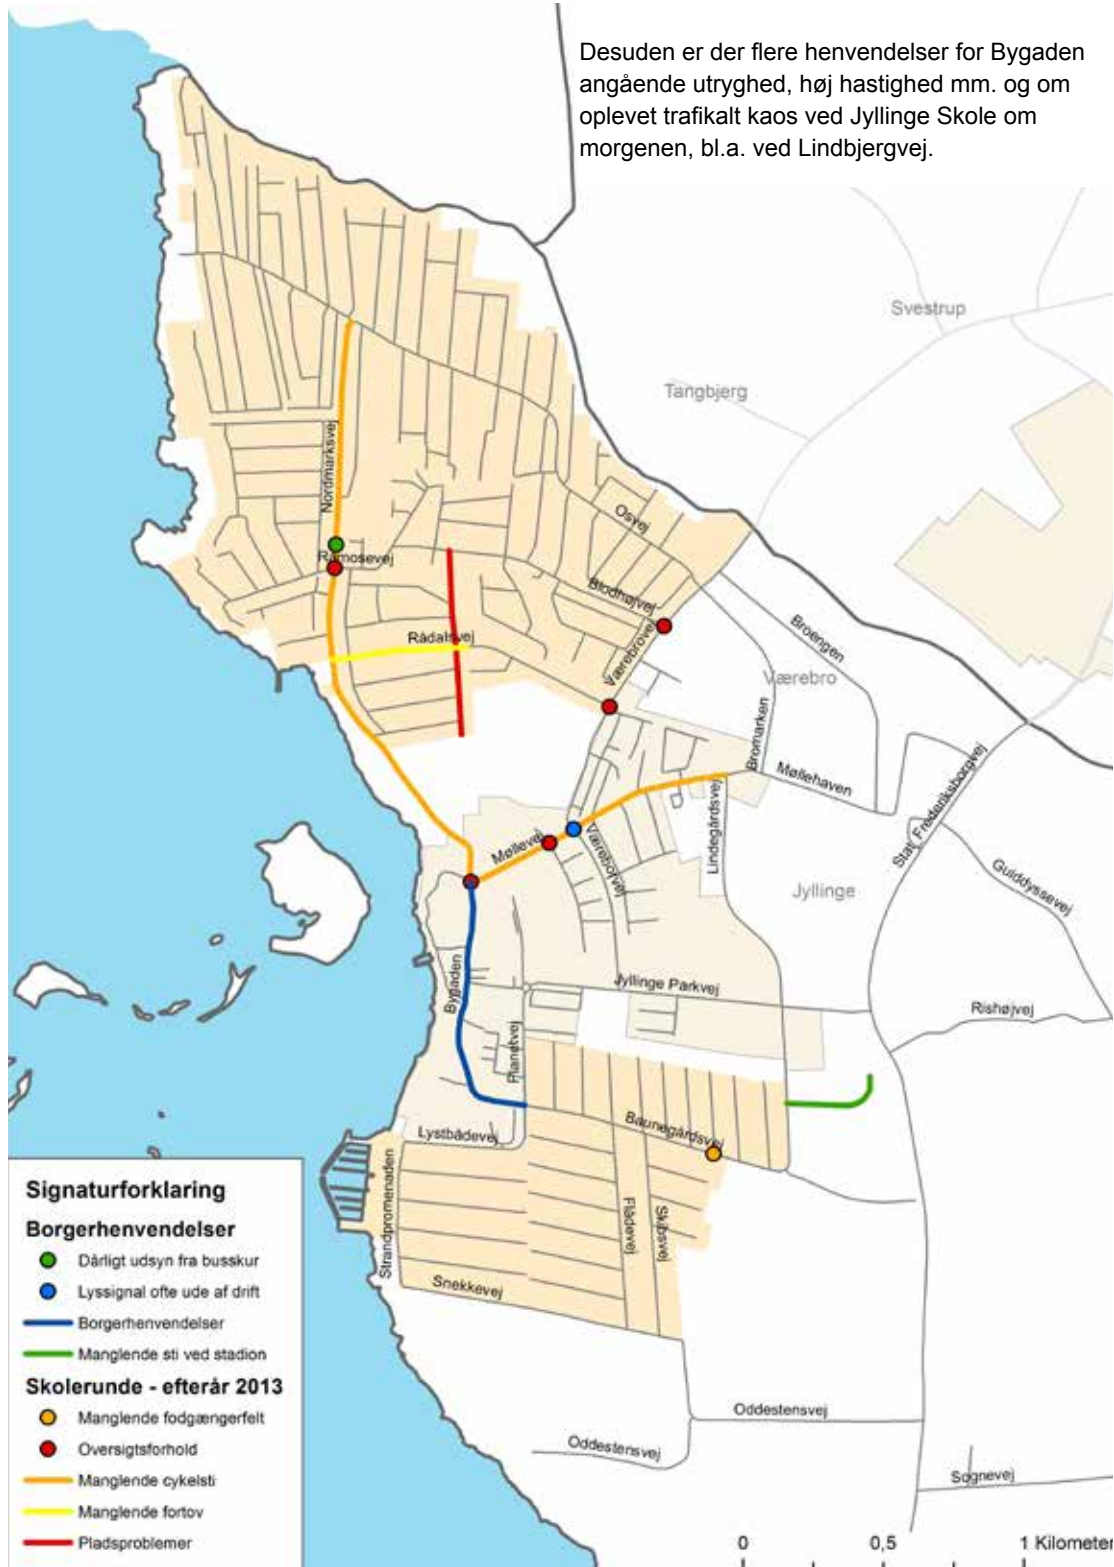 Desuden er der flere henvendelser for Bygaden
angående utryghed, høj hastighed mm. og om
oplevet trafikalt kaos ved Jyllinge Skole om
morgenen, bl.a. ved Lindbjergvej.
Svestrup
Tangbjerg
Nordmarksvej
Osvej
Rømosevej
Blodhøjvej
Broengen
Rådalsvej
Værebrovej
Værebro
Bromarken
Møllehaven
Stat Frederiksborgvej
Møllevej
Væreborvej
Lindegårdsvej
Jyllinge
Guiddyssevej
Bygaden
Jyllinge Parkvej
Rishøjvej
Planetvej
Baunegårdsvej
Lystbådevej
Strandpromenaden
Flådevej
Skibsvej
Snekkevej
Oddestensvej
Oddestensvej
Sognevej
Signaturforklaring
Borgerhenvendelser
Dårligt udsyn fra busskur
Lyssignal ofte ude af drift
Borgerhenvendelser
Manglende sti ved stadion
Skolerunde - efterår 2013
Manglende fodgængerfelt
Oversigtsforhold
Manglende cykelsti
Manglende fortov
Pladsproblemer
0 0,5 1 Kilometer